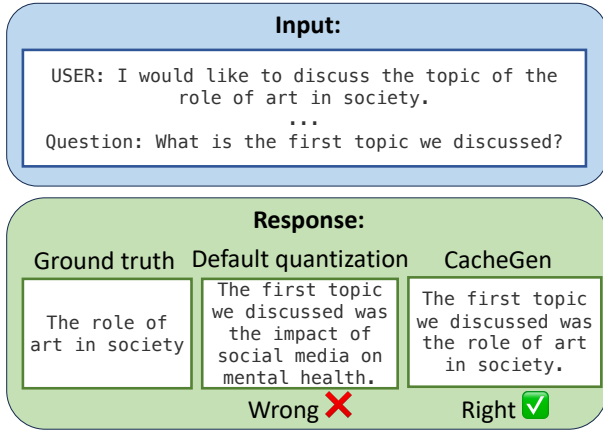 Input:
USER: I would like to discuss the topic of the
role of art in society.
...
Question: What is the first topic we discussed?
Response:
Ground truth
The role of
art in society
Default quantization
The first topic
we discussed was
the impact of
social media on
mental health.
Wrong ❌
CacheGen
The first topic
we discussed was
the role of art
in society.
Right ✅